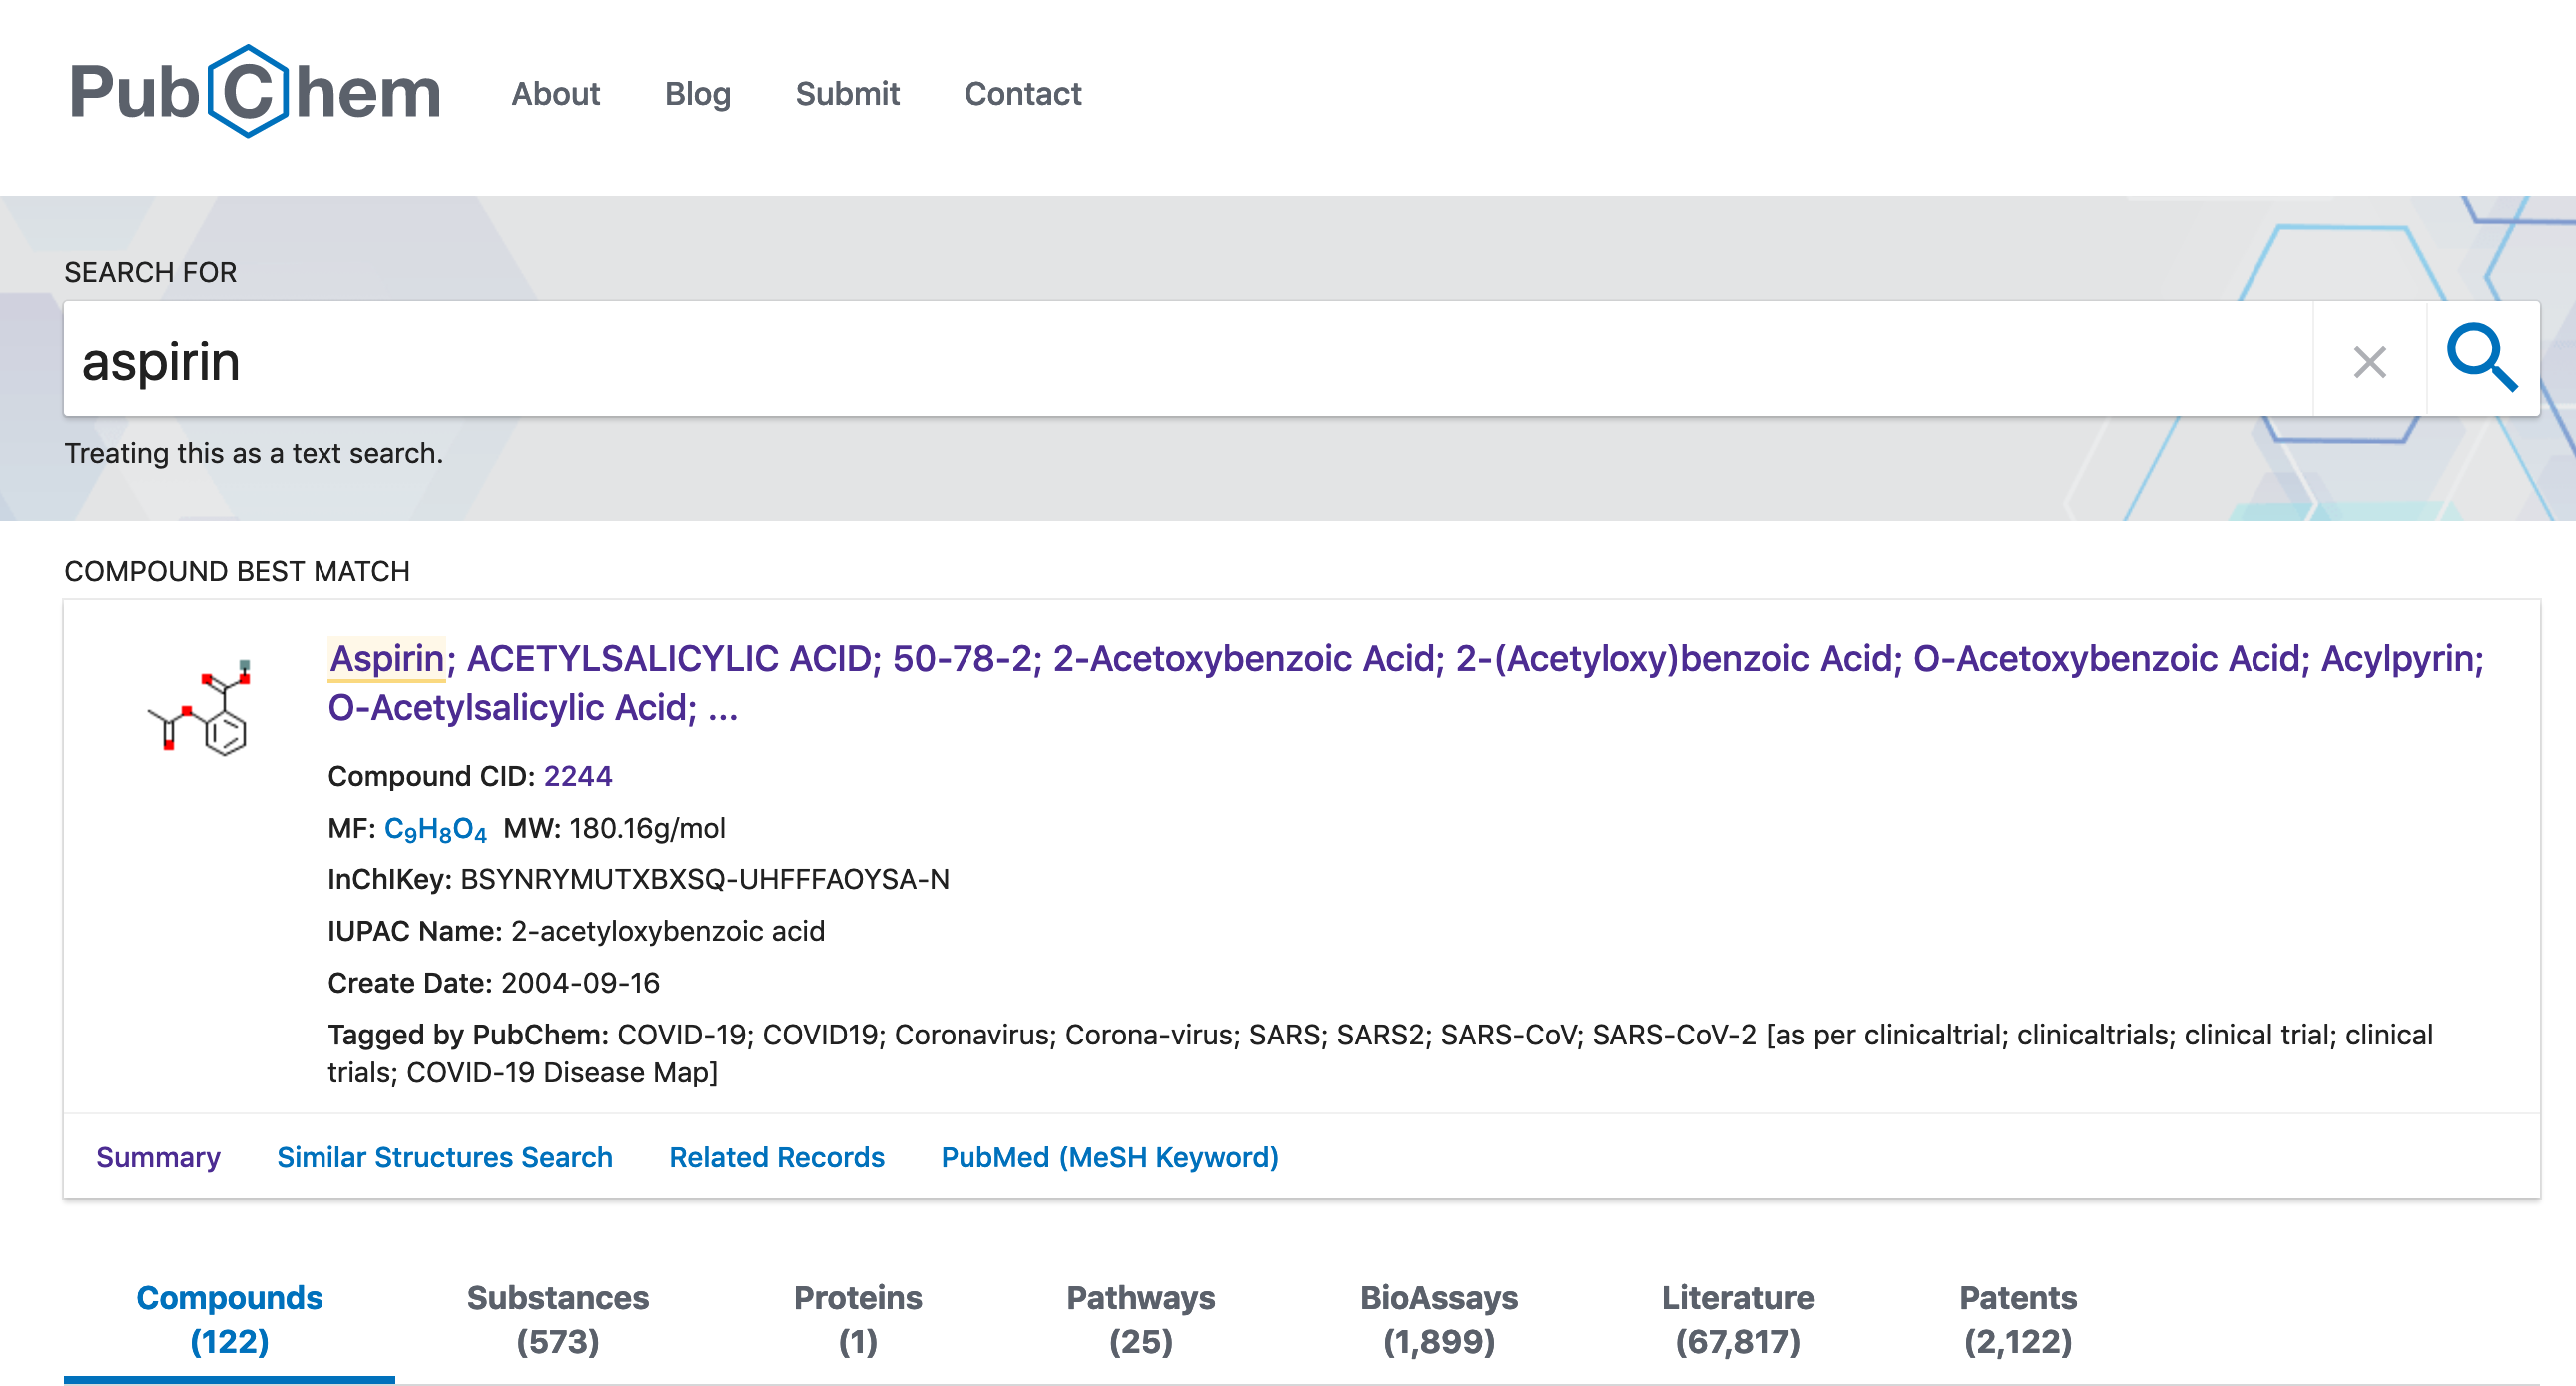 PubChem About Blog Submit Contact
SEARCH FOR
aspirin
Treating this as a text search.
COMPOUND BEST MATCH
Aspirin; ACETYLSALICYLIC ACID; 50-78-2; 2-Acetoxybenzoic Acid; 2-(Acetyloxy)benzoic Acid; O-Acetoxybenzoic Acid; Acylpyrin;
O-Acetylsalicylic Acid; ...
Compound CID: 2244
MF: C₉H₈O₄ MW: 180.16g/mol
InChIKey: BSYNRYMUTXBXSQ-UHFFFAOYSA-N
IUPAC Name: 2-acetyloxybenzoic acid
Create Date: 2004-09-16
Tagged by PubChem: COVID-19; COVID19; Coronavirus; Corona-virus; SARS; SARS2; SARS-CoV; SARS-CoV-2 [as per clinicaltrial; clinicaltrials; clinical trial; clinical
trials; COVID-19 Disease Map]
Summary Similar Structures Search Related Records PubMed (MeSH Keyword)
Compounds Substances Proteins Pathways BioAssays Literature Patents
(122) (573) (1) (25) (1,899) (67,817) (2,122)